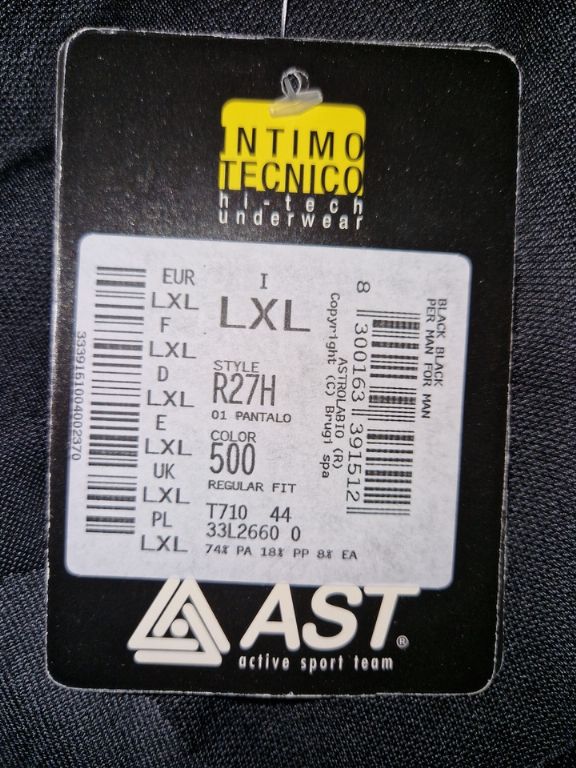 INTIMO
TECNICO
hi-tech
underwear
EUR
LXL
F
LXL
D
LXL
E
LXL
UK
LXL
PL
LXL
3339151004002370
I
LXL
STYLE
R27H
01 PANTALO
COLOR
500
REGULAR FIT
T710 44
33L2660 0
74% PA 18% PP 8% EA
BLACK BLACK
PER MAN FOR MAN
8 300163 391512
ASTROLABIO (R)
Copyright (C) Brugi spa
AST®
active sport team